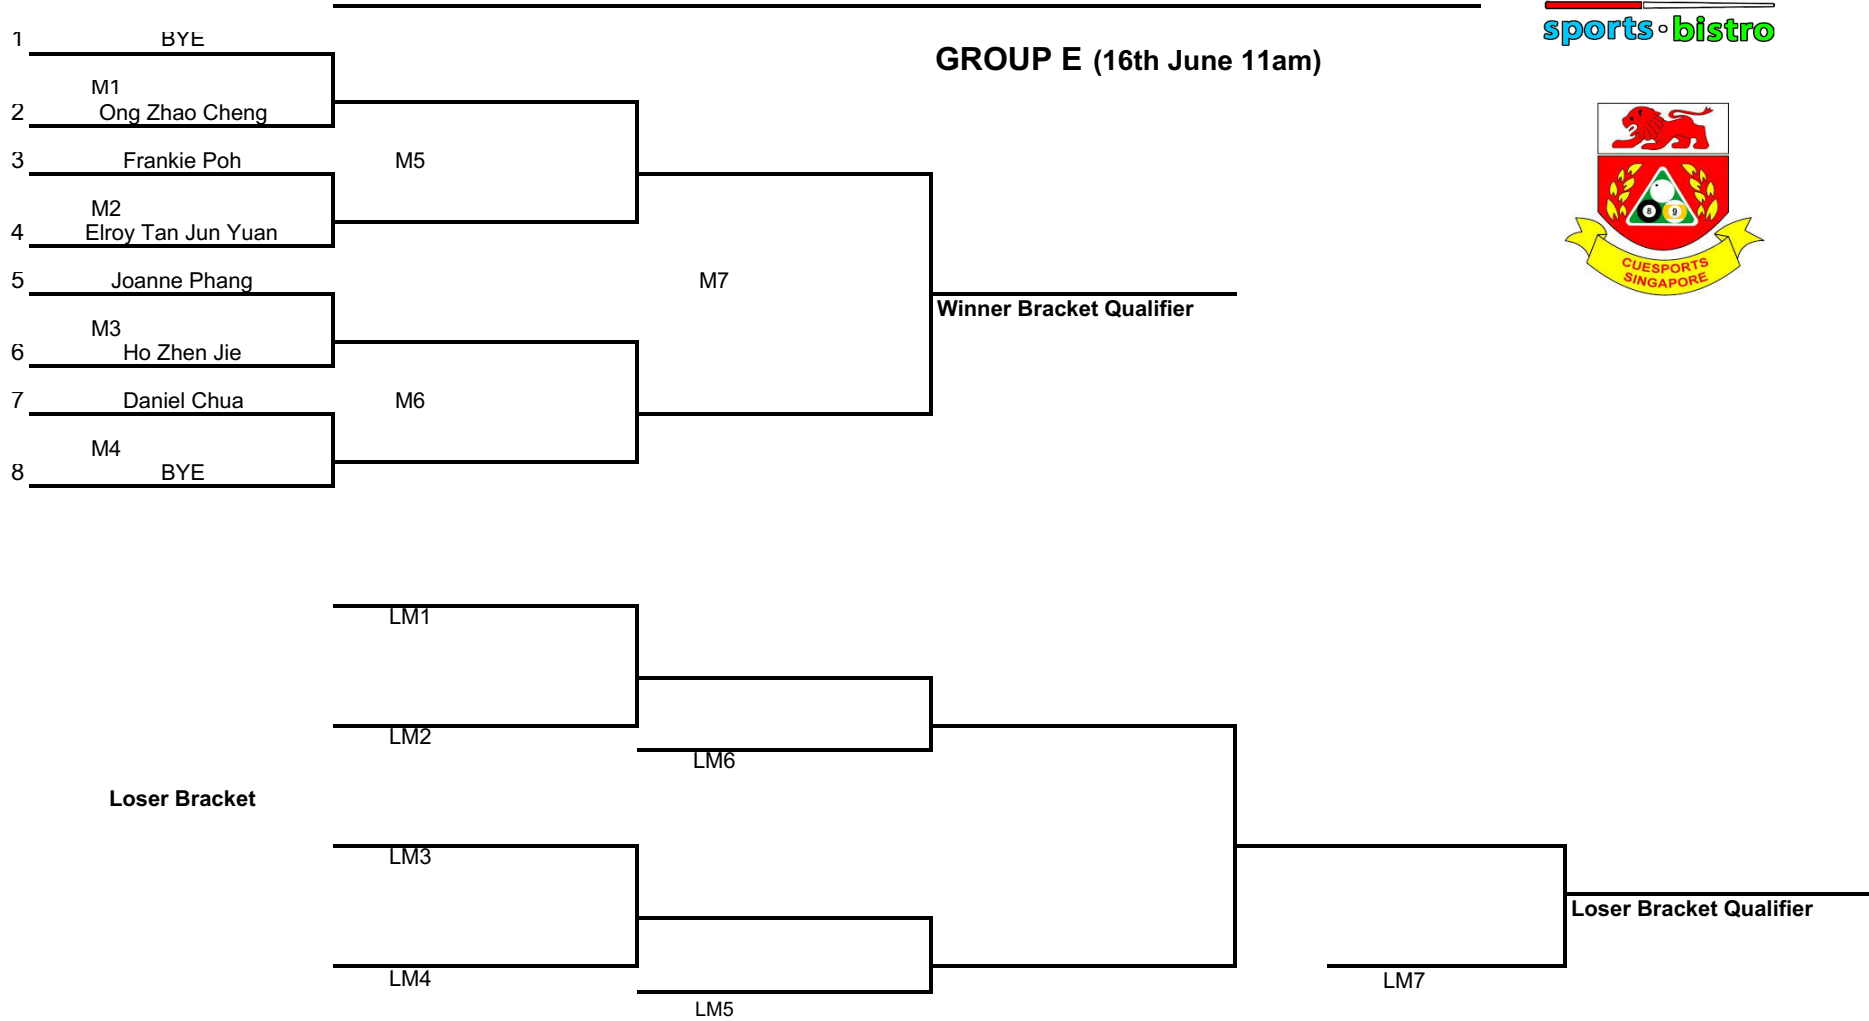 sports bistro
1 BYE
GROUP E (16th June 11am)
M1
2 Ong Zhao Cheng
3 Frankie Poh
M5
M2
4 Elroy Tan Jun Yuan
5 Joanne Phang
M7
CUESPORTS
SINGAPORE
8 9
Winner Bracket Qualifier
M3
6 Ho Zhen Jie
7 Daniel Chua
M6
M4
8 BYE
LM1
LM2
LM6
Loser Bracket
LM3
Loser Bracket Qualifier
LM4
LM7
LM5